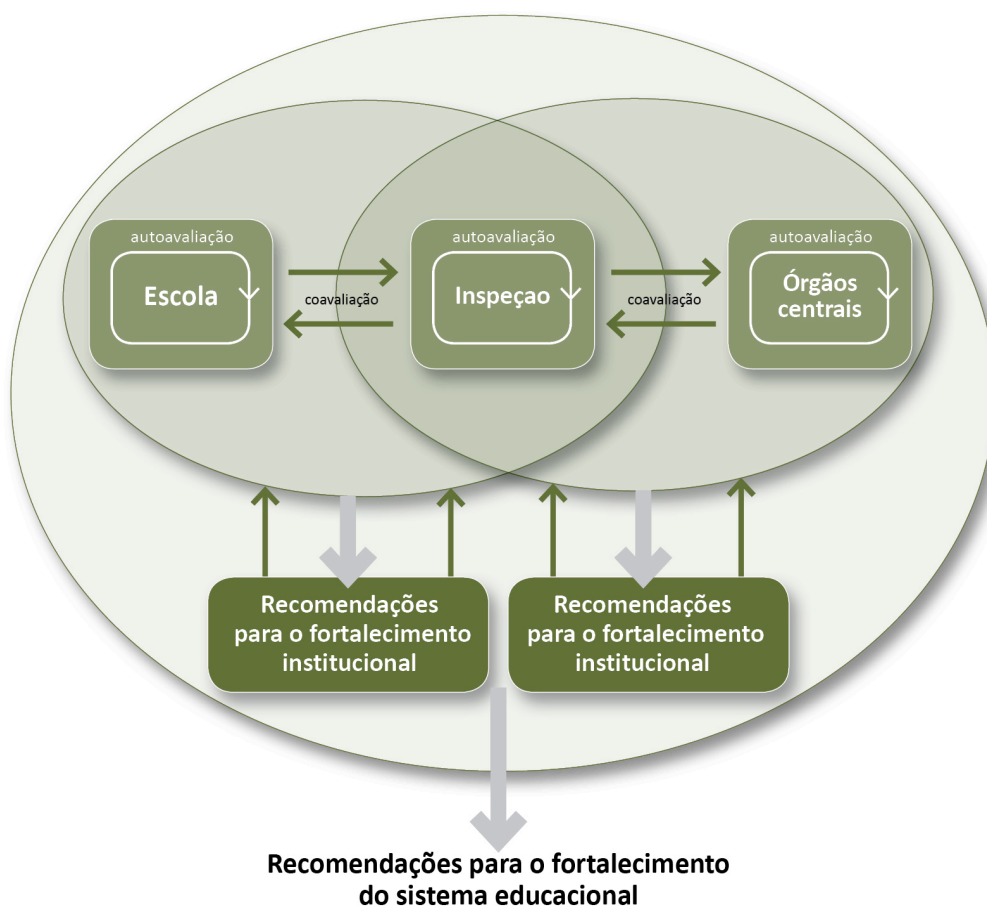 autoavaliação
Escola
coavaliação
autoavaliação
Inspeçao
coavaliação
autoavaliação
Órgãos
centrais
Recomendações
para o fortalecimento
institucional
Recomendações
para o fortalecimento
institucional
Recomendações para o fortalecimento
do sistema educacional